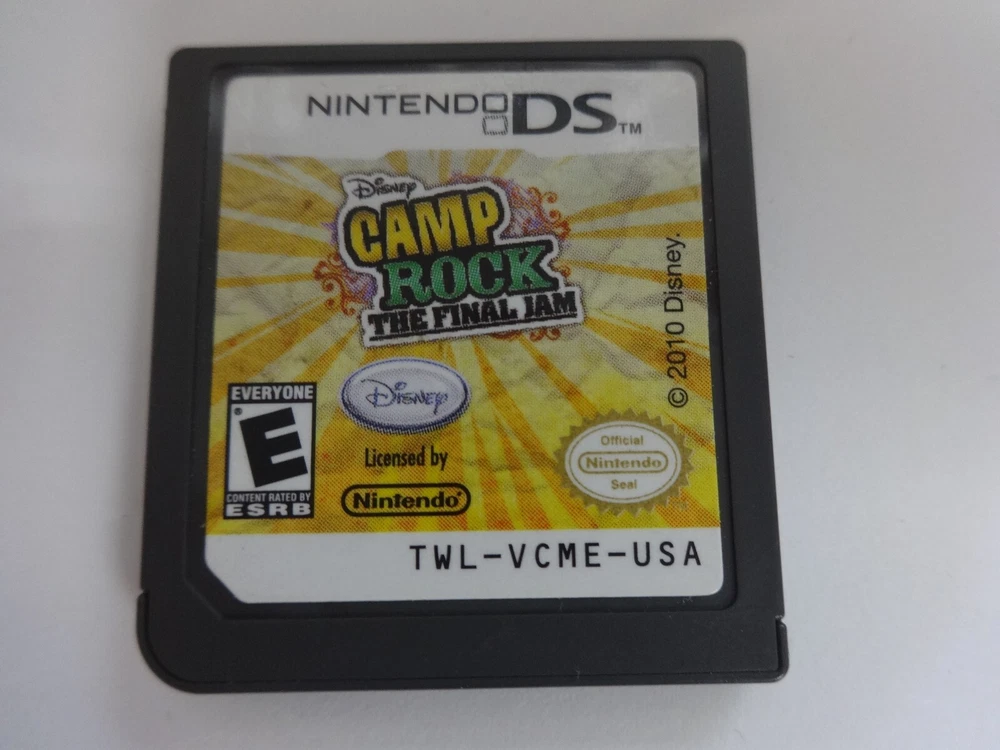 NINTENDO DS TM
Disney
CAMP
ROCK
THE FINAL JAM
© 2010 Disney.
EVERYONE
E
CONTENT RATED BY
ESRB
Disney
Licensed by
Nintendo®
Official
Nintendo
Seal
TWL-VCME-USA